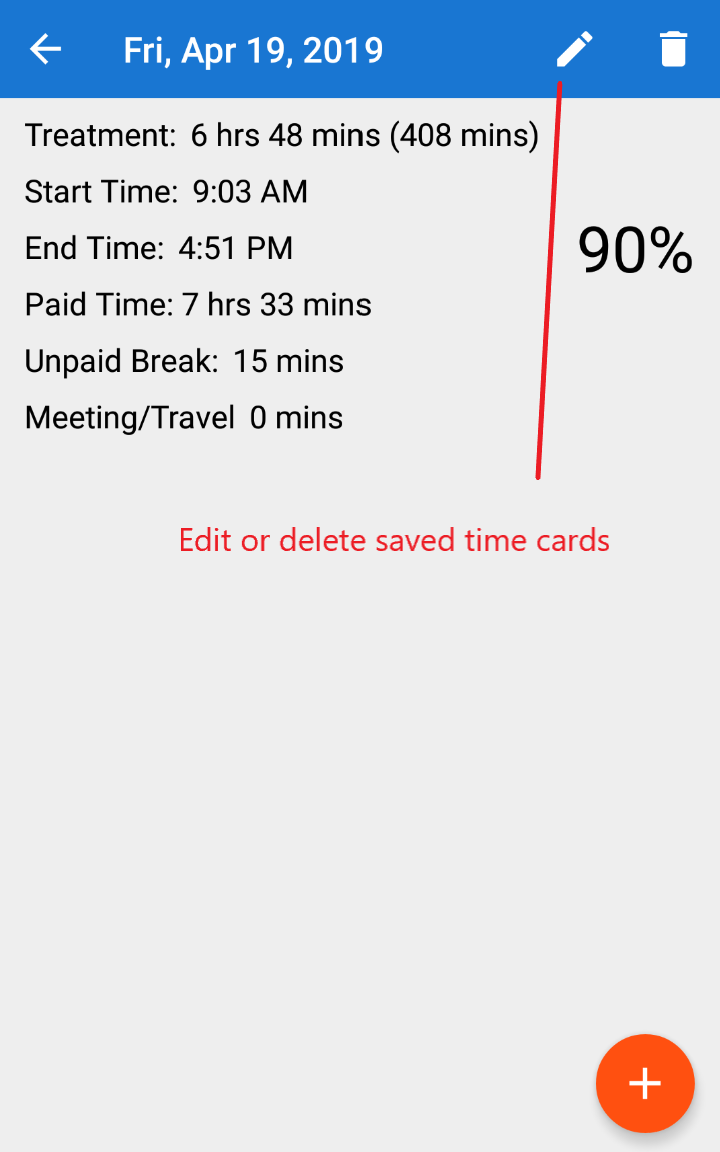 Fri, Apr 19, 2019
Treatment: 6 hrs 48 mins (408 mins)
Start Time: 9:03 AM
End Time: 4:51 PM
90%
Paid Time: 7 hrs 33 mins
Unpaid Break: 15 mins
Meeting/Travel 0 mins
Edit or delete saved time cards